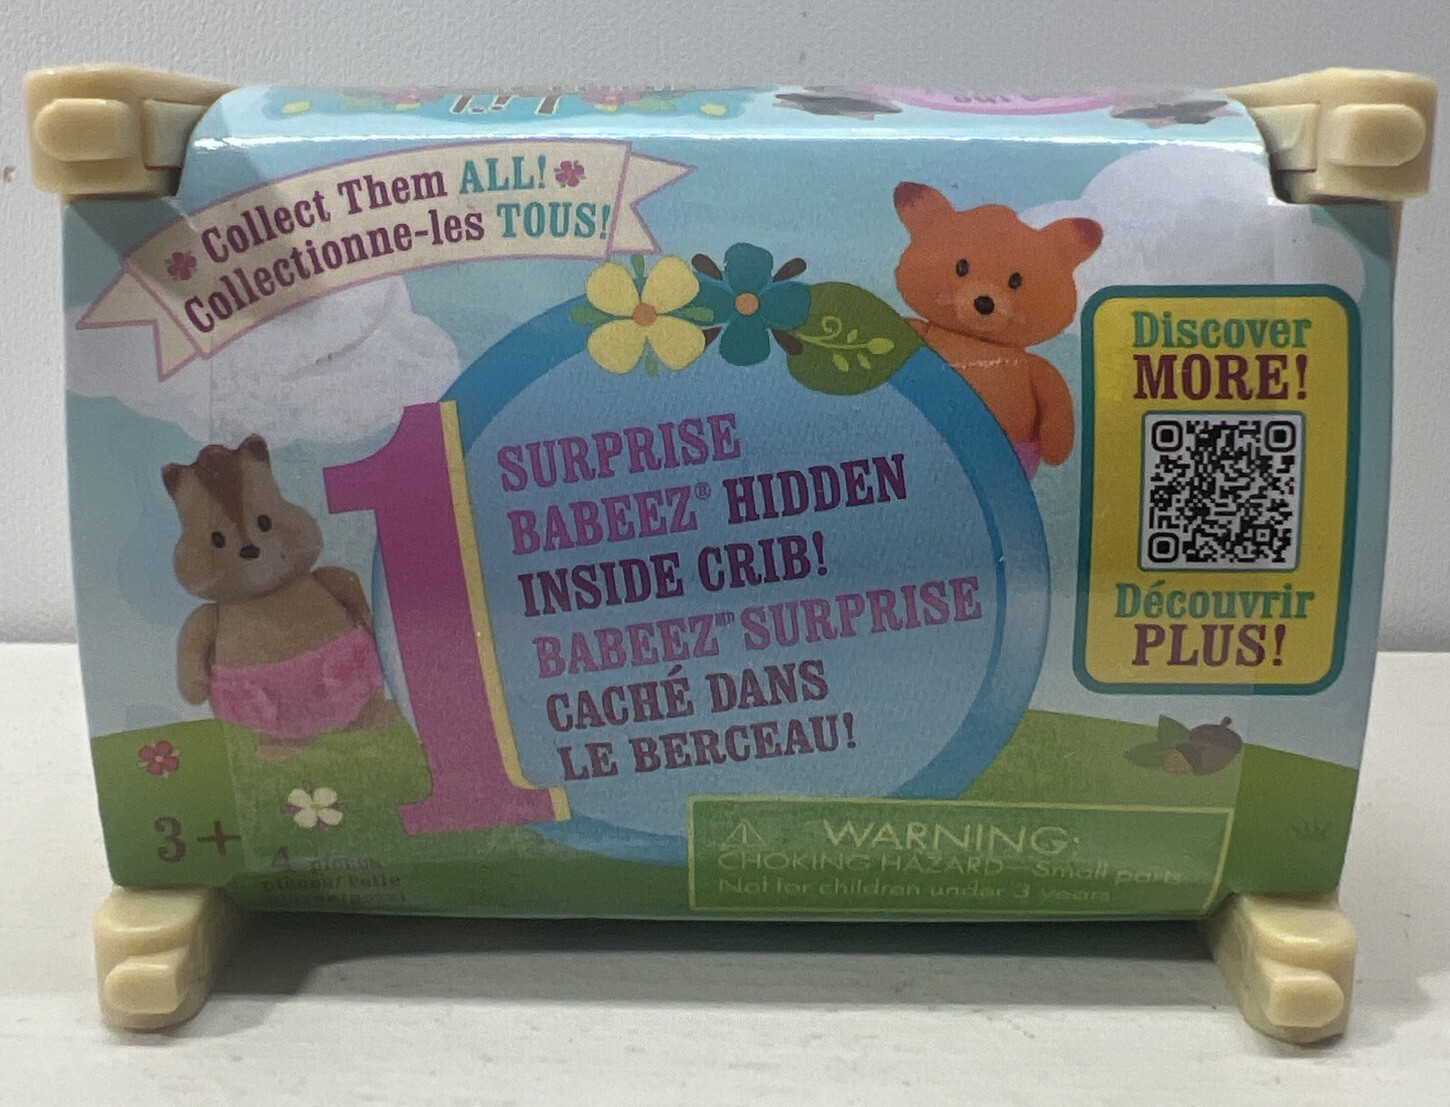 Collect Them ALL!
Collectionne-les TOUS!
1
SURPRISE
BABEEZ® HIDDEN
INSIDE CRIB!
BABEEZ™ SURPRISE
CACHÉ DANS
LE BERCEAU!
Discover
MORE!
Découvrir
PLUS!
3+
4
⚠ WARNING:
CHOKING HAZARD - Small parts
Not for children under 3 years